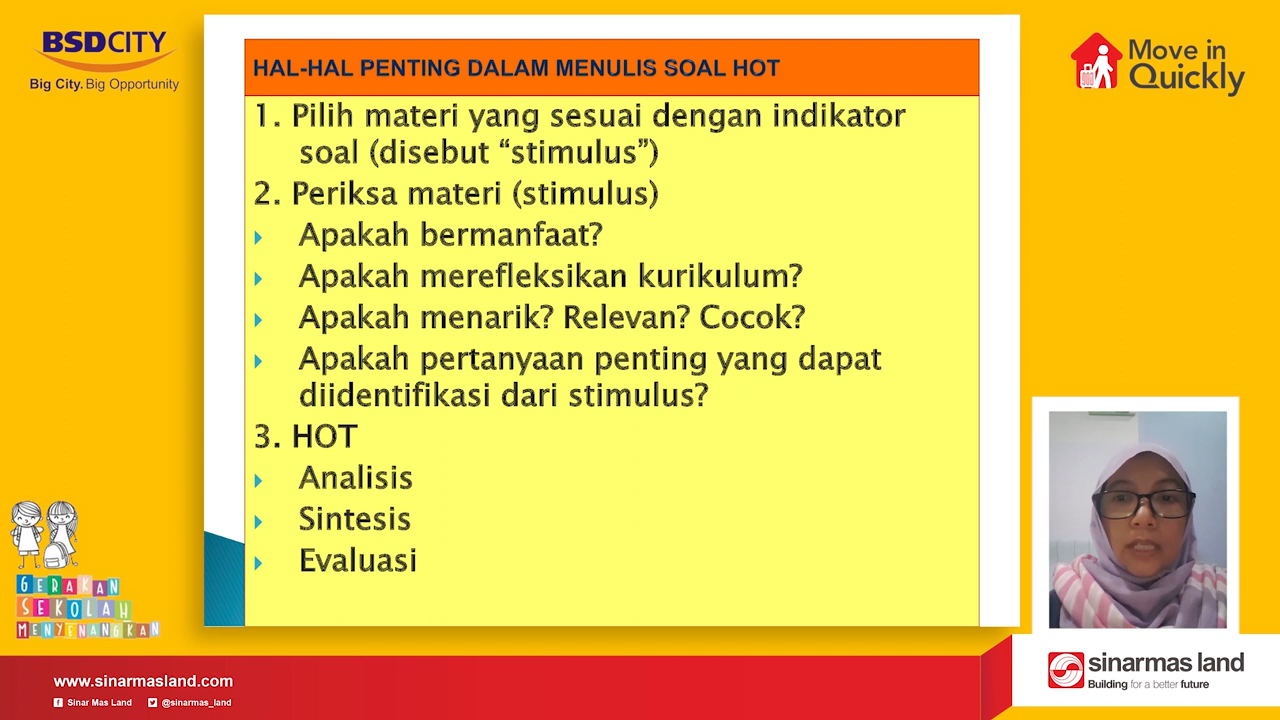 BSDCITY
Big City. Big Opportunity
Move in
Quickly
HAL-HAL PENTING DALAM MENULIS SOAL HOT
1. Pilih materi yang sesuai dengan indikator
soal (disebut “stimulus”)
2. Periksa materi (stimulus)
Apakah bermanfaat?
Apakah merefleksikan kurikulum?
Apakah menarik? Relevan? Cocok?
Apakah pertanyaan penting yang dapat
diidentifikasi dari stimulus?
3. HOT
Analisis
Sintesis
Evaluasi
GERAKAN
SEKOLAH
MENYENANGKAN
www.sinarmasland.com
Sinar Mas Land
@sinarmas_land
sinarmas land
Building for a better future